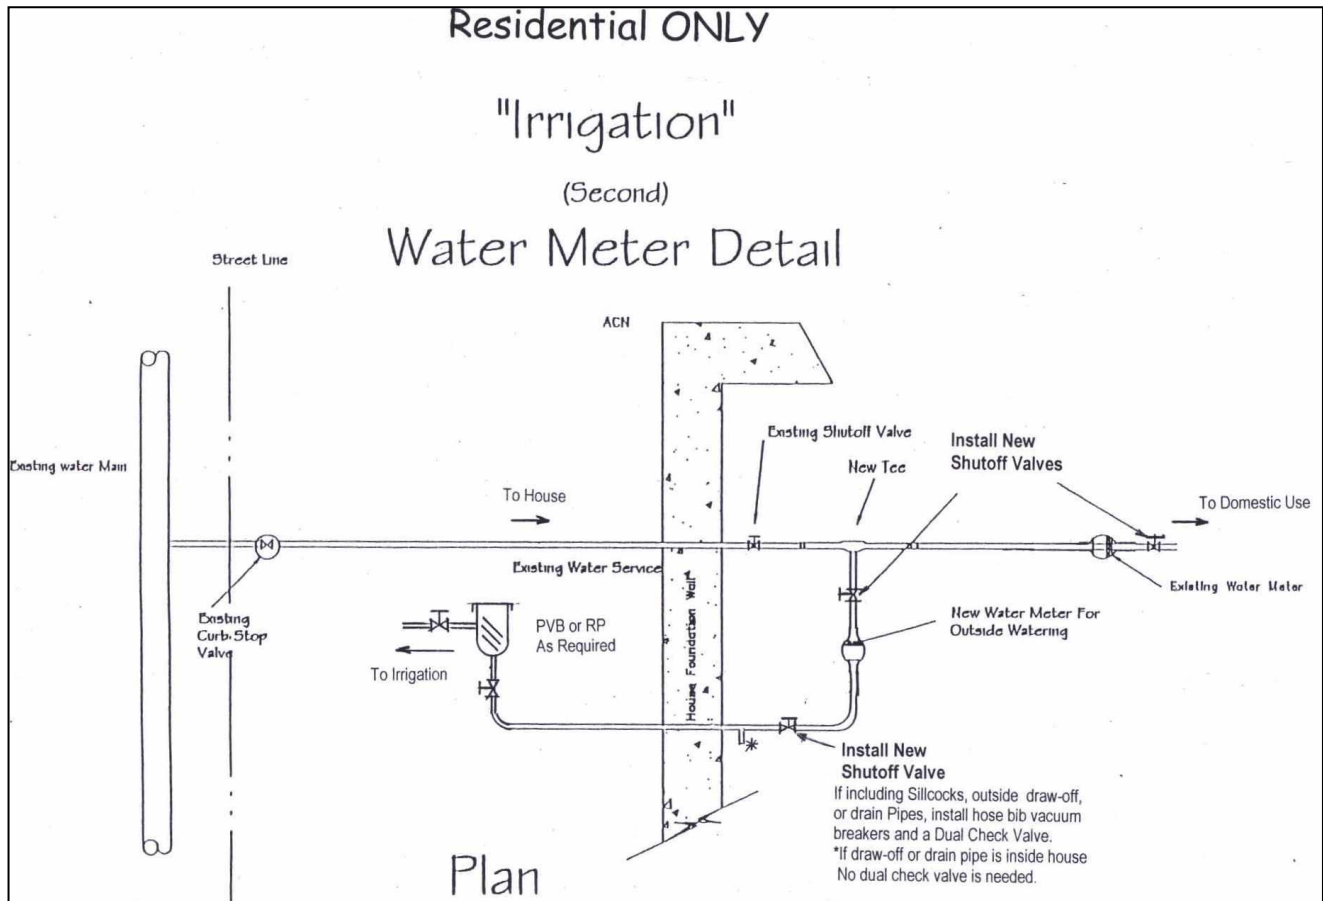 Residential ONLY
"Irrigation"
(Second)
Water Meter Detail
Street Line
ACN
Existing Shutoff Valve
Install New
Shutoff Valves
New Tee
Existing water Main
To House
To Domestic Use
Existing Water Service
Existing Water Meter
Existing
Curb Stop
Valve
PVB or RP
As Required
House Foundation Wall
New Water Meter For
Outside Watering
To Irrigation
*
Install New
Shutoff Valve
If including Sillcocks, outside draw-off,
or drain Pipes, install hose bib vacuum
breakers and a Dual Check Valve.
*If draw-off or drain pipe is inside house
No dual check valve is needed.
Plan